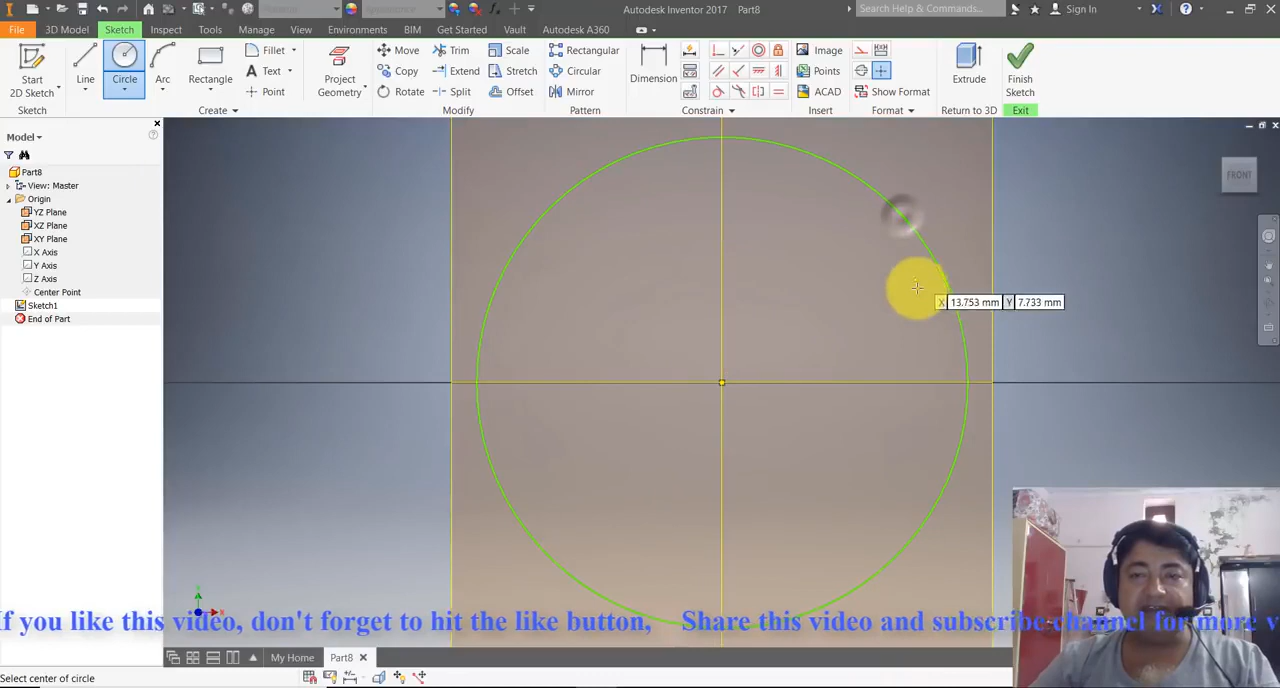 Autodesk Inventor 2017 Part8
Search Help & Commands...
Sign In
File 3D Model Sketch Inspect Tools Manage View Environments BIM Get Started Vault Autodesk A360
Start
2D Sketch
Line
Circle
Arc
Rectangle
Fillet
Text
Point
Project
Geometry
Move
Copy
Rotate
Trim
Extend
Split
Scale
Stretch
Offset
Rectangular
Circular
Mirror
Dimension
Image
Points
ACAD
Show Format
Extrude
Finish
Sketch
Sketch Create Modify Pattern Constrain Insert Format Return to 3D Exit
Model
Part8
View: Master
Origin
YZ Plane
XZ Plane
XY Plane
X Axis
Y Axis
Z Axis
Center Point
Sketch1
End of Part
FRONT
X 13.753 mm Y 7.733 mm
If you like this video, don't forget to hit the like button, Share this video and subscribe channel for more v
My Home Part8
Select center of circle